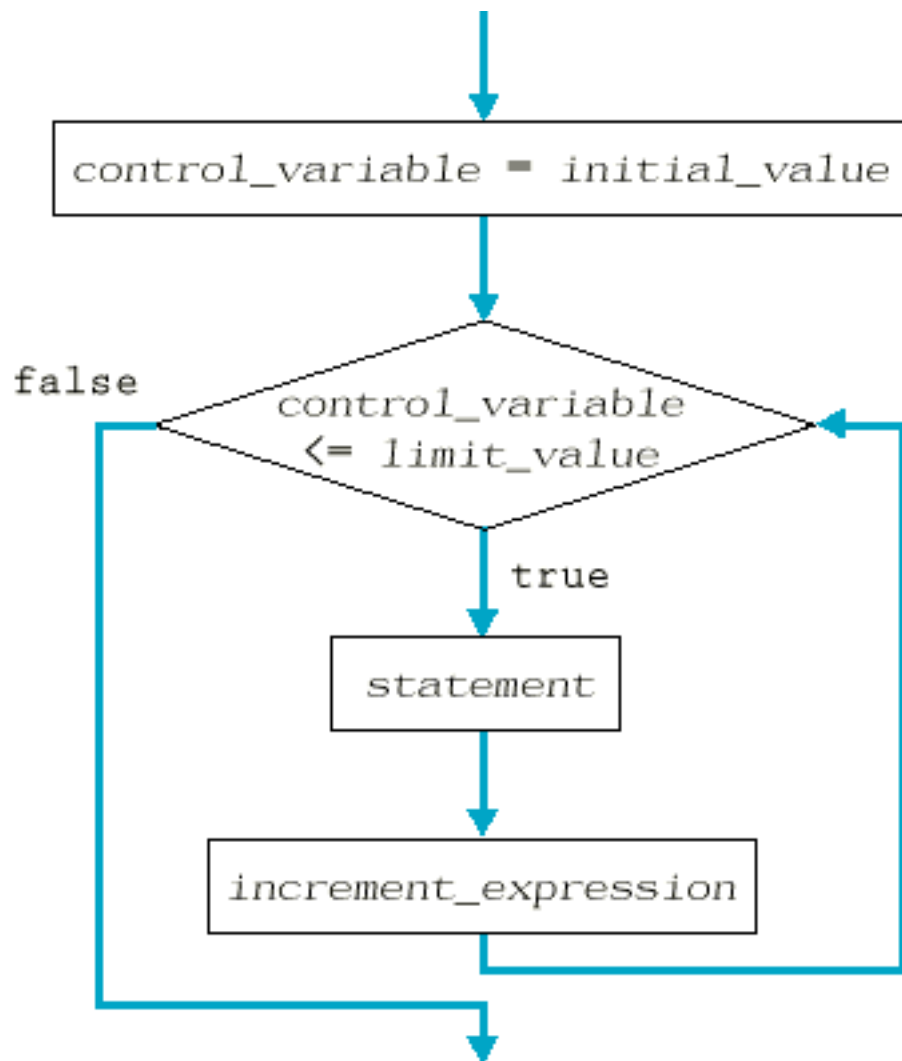 control_variable = initial_value
false
control_variable
<= limit_value
true
statement
increment_expression